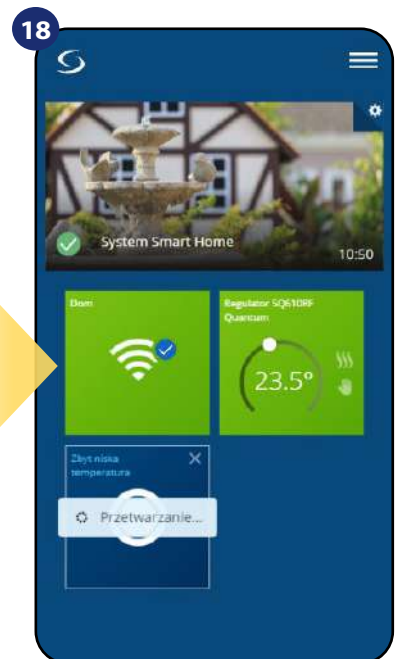 18
System Smart Home
10:50
Dom
Regulator SQ610RF
Quantum
23.5°
Zbyt niska
temperatura
Przetwarzanie...